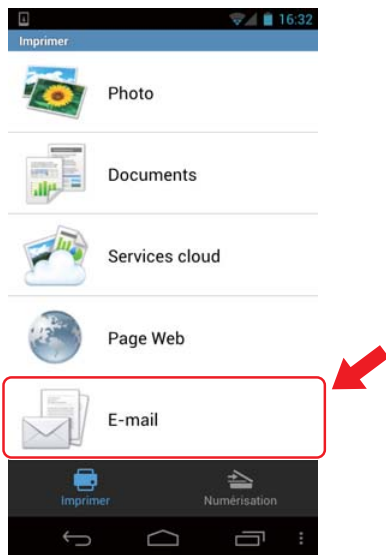 16:32
Imprimer
Photo
Documents
Services cloud
Page Web
E-mail
Imprimer
Numérisation